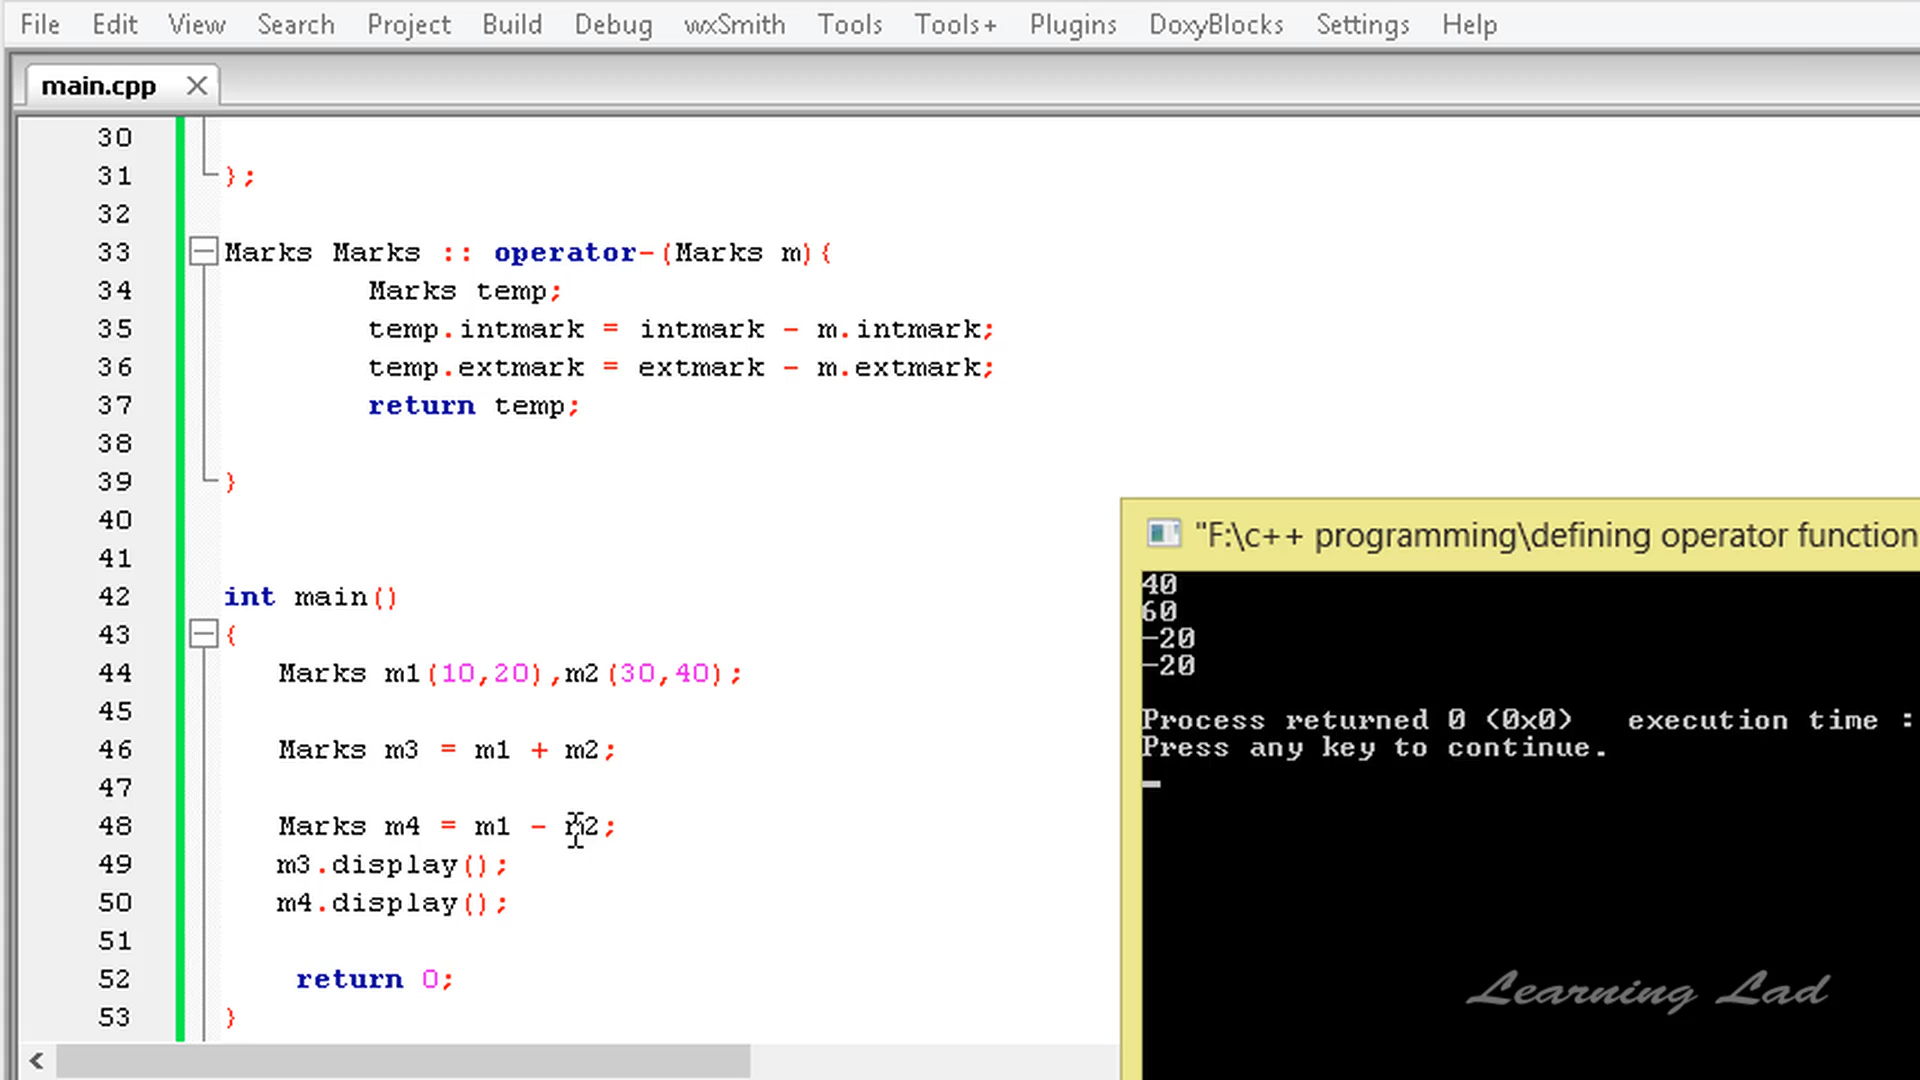 File Edit View Search Project Build Debug wxSmith Tools Tools+ Plugins DoxyBlocks Settings Help
main.cpp
30
31 };
32
33 Marks Marks :: operator-(Marks m){
34 Marks temp;
35 temp.intmark = intmark - m.intmark;
36 temp.extmark = extmark - m.extmark;
37 return temp;
38
39 }
40
41
42 int main()
43 {
44 Marks m1(10,20),m2(30,40);
45
46 Marks m3 = m1 + m2;
47
48 Marks m4 = m1 - m2;
49 m3.display();
50 m4.display();
51
52 return 0;
53 }
"F:\c++ programming\defining operator function
40
60
-20
-20
Process returned 0 (0x0) execution time :
Press any key to continue.
Learning Lad